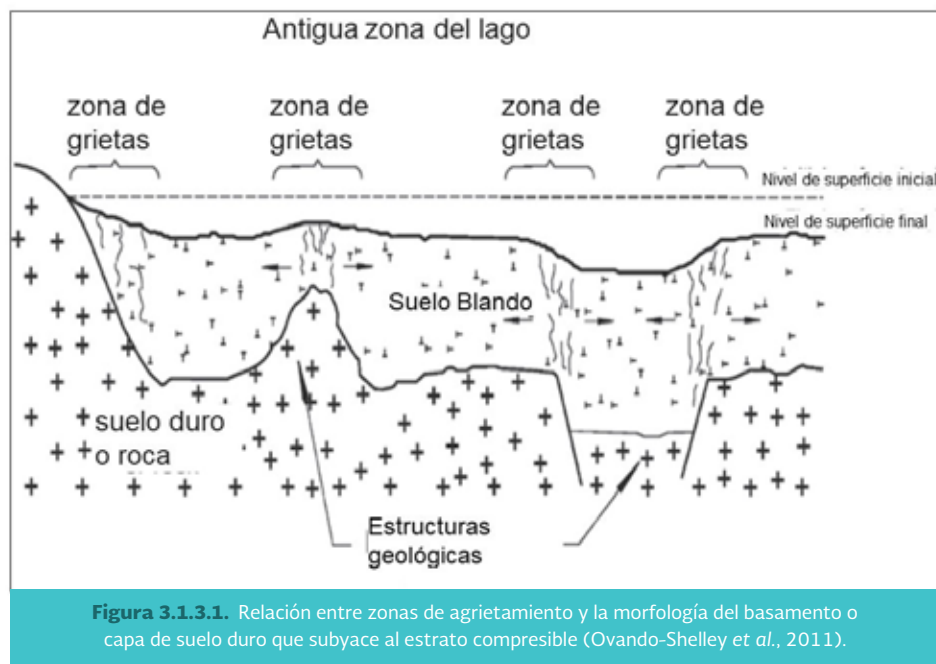 Antigua zona del lago
zona de
grietas
zona de
grietas
zona de
grietas
zona de
grietas
Nivel de superficie inicial
Nivel de superficie final
Suelo Blando
suelo duro
o roca
Estructuras
geológicas
Figura 3.1.3.1. Relación entre zonas de agrietamiento y la morfología del basamento o
capa de suelo duro que subyace al estrato compresible (Ovando-Shelley et al., 2011).